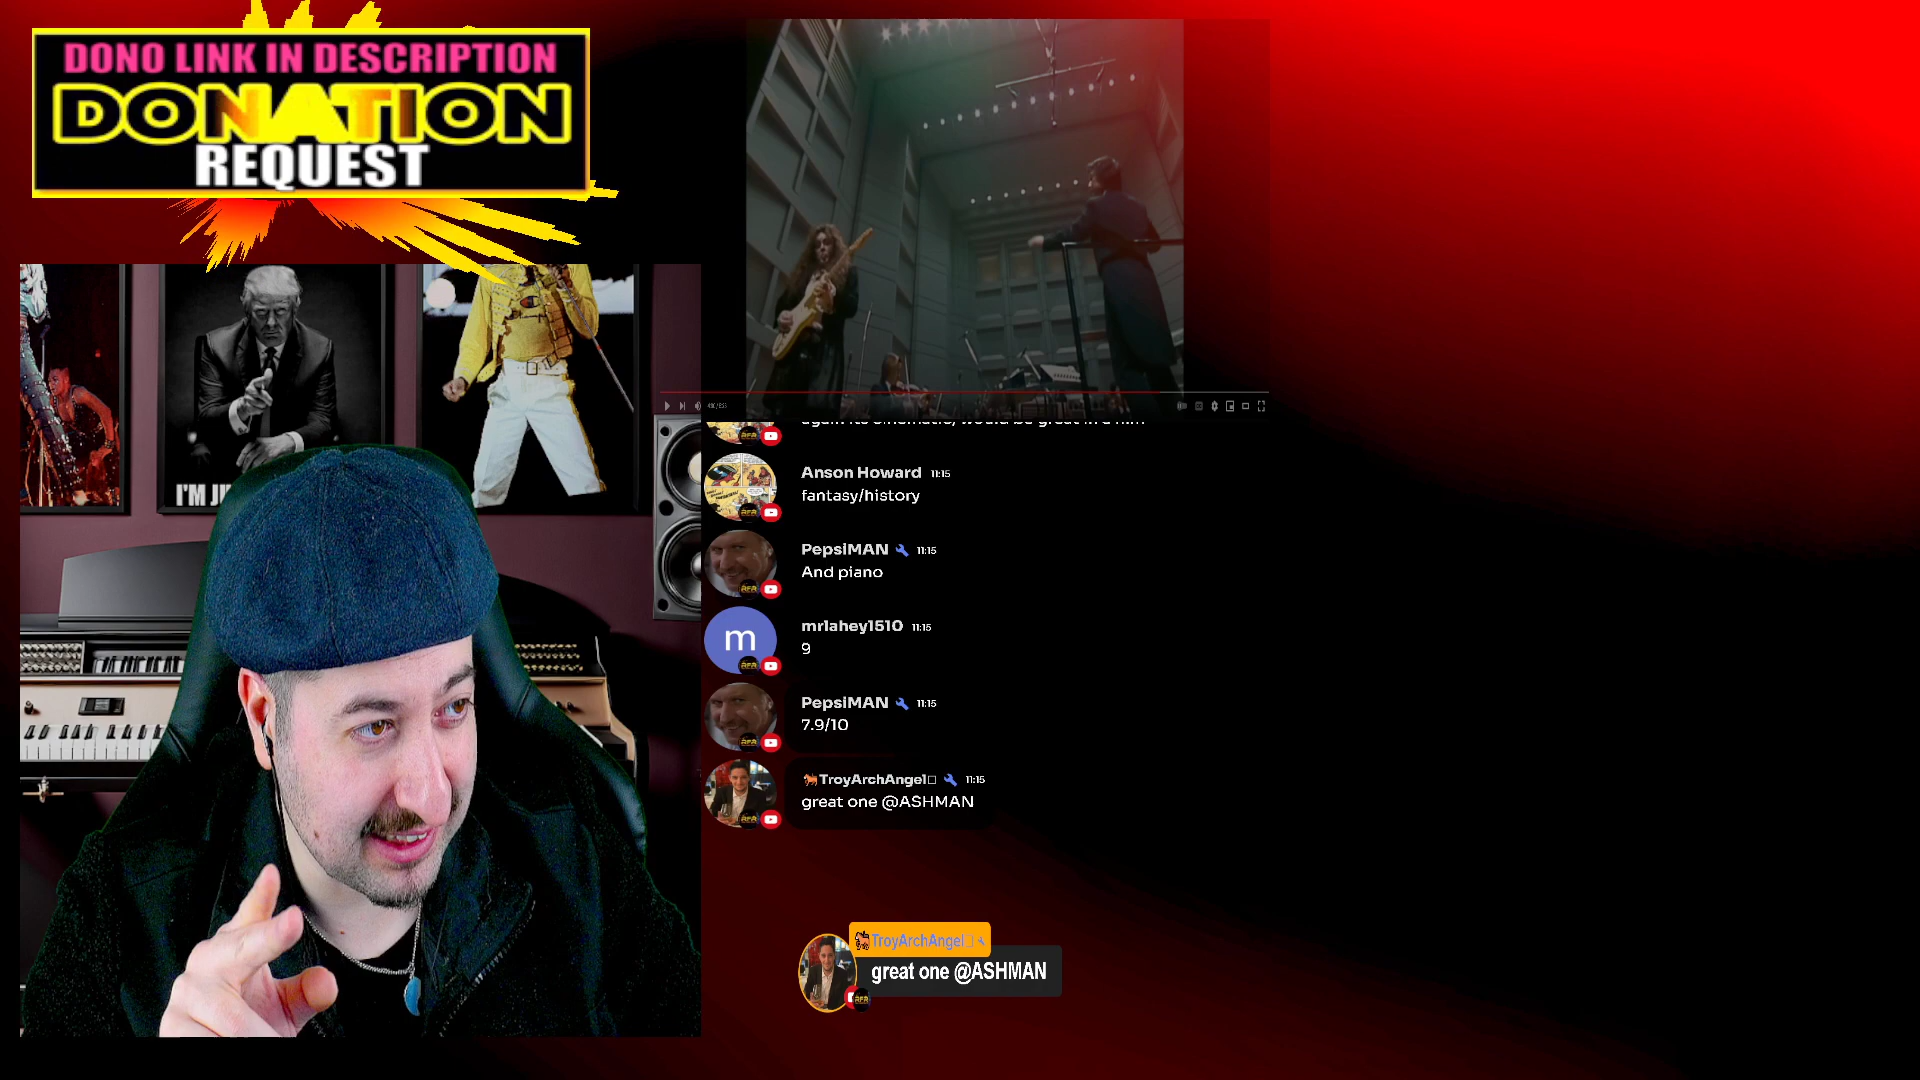 DONO LINK IN DESCRIPTION
DONATION
REQUEST
I'M JU
Anson Howard 11:15
fantasy/history
PepsiMAN 11:15
And piano
mrlahey1510 11:15
9
PepsiMAN 11:15
7.9/10
TroyArchAngel 11:15
great one @ASHMAN
m
TroyArchAngel
great one @ASHMAN